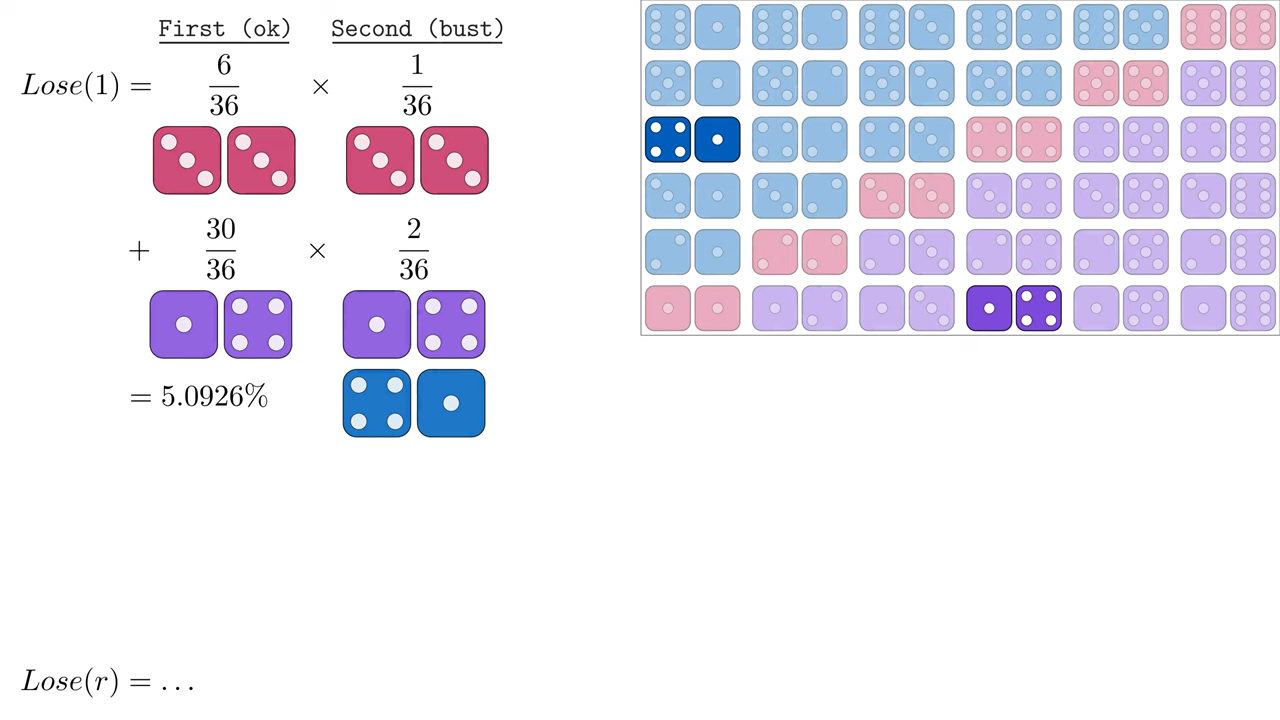 First (ok) Second (bust)
Lose(1) = 6/36 × 1/36
+ 30/36 × 2/36
= 5.0926%
Lose(r) = ...